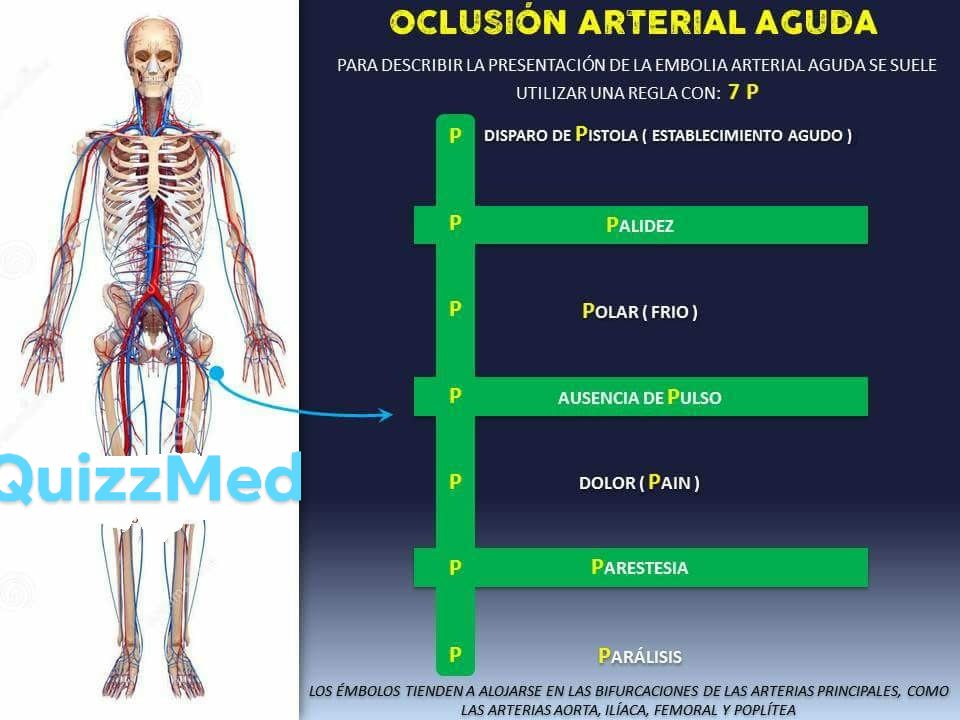 OCLUSIÓN ARTERIAL AGUDA
PARA DESCRIBIR LA PRESENTACIÓN DE LA EMBOLIA ARTERIAL AGUDA SE SUELE
UTILIZAR UNA REGLA CON: 7 P
P DISPARO DE PISTOLA ( ESTABLECIMIENTO AGUDO )
P PALIDEZ
P POLAR ( FRIO )
P AUSENCIA DE PULSO
P DOLOR ( PAIN )
P PARESTESIA
P PARÁLISIS
QuizzMed
LOS ÉMBOLOS TIENDEN A ALOJARSE EN LAS BIFURCACIONES DE LAS ARTERIAS PRINCIPALES, COMO
LAS ARTERIAS AORTA, ILÍACA, FEMORAL Y POPLÍTEA